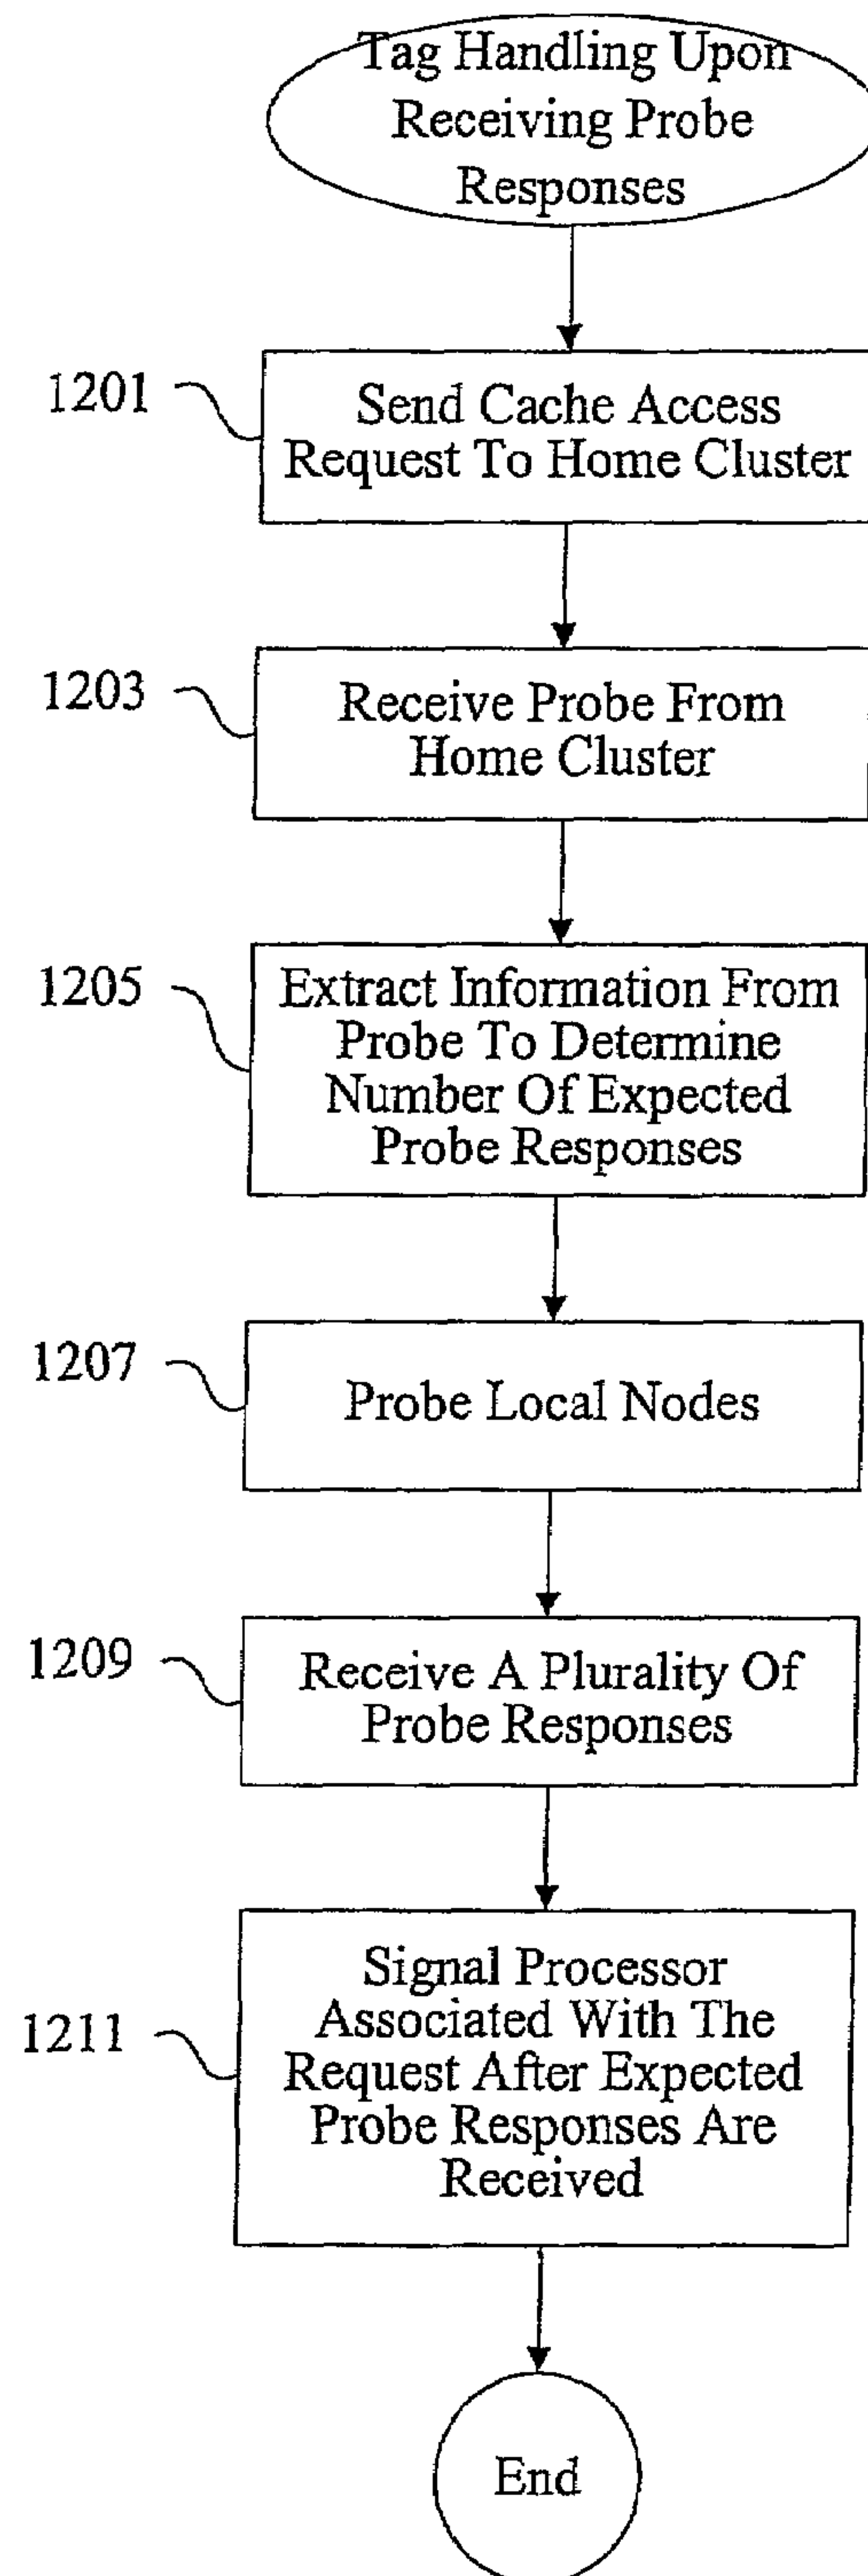 Tag Handling Upon
Receiving Probe
Responses
1201
Send Cache Access
Request To Home Cluster
1203
Receive Probe From
Home Cluster
1205
Extract Information From
Probe To Determine
Number Of Expected
Probe Responses
1207
Probe Local Nodes
1209
Receive A Plurality Of
Probe Responses
1211
Signal Processor
Associated With The
Request After Expected
Probe Responses Are
Received
End